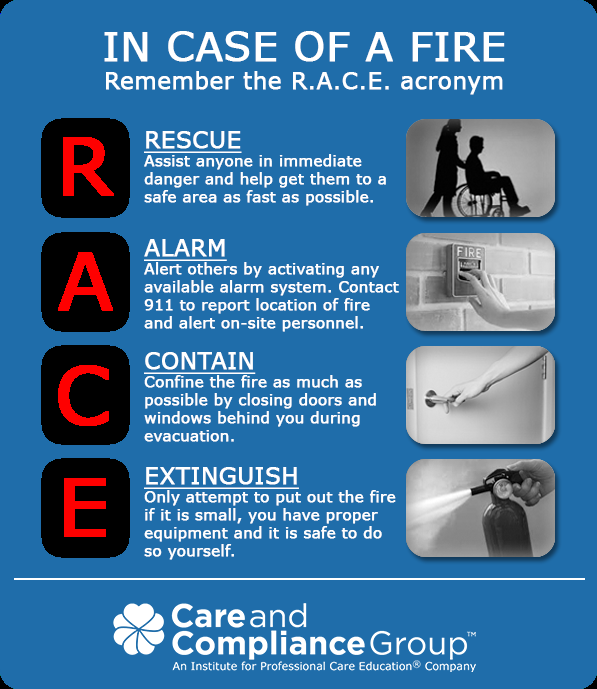 IN CASE OF A FIRE
Remember the R.A.C.E. acronym
R
RESCUE
Assist anyone in immediate
danger and help get them to a
safe area as fast as possible.
A
ALARM
Alert others by activating any
available alarm system. Contact
911 to report location of fire
and alert on-site personnel.
FIRE
C
CONTAIN
Confine the fire as much as
possible by closing doors and
windows behind you during
evacuation.
E
EXTINGUISH
Only attempt to put out the fire
if it is small, you have proper
equipment and it is safe to do
so yourself.
Care and
Compliance Group™
An Institute for Professional Care Education® Company